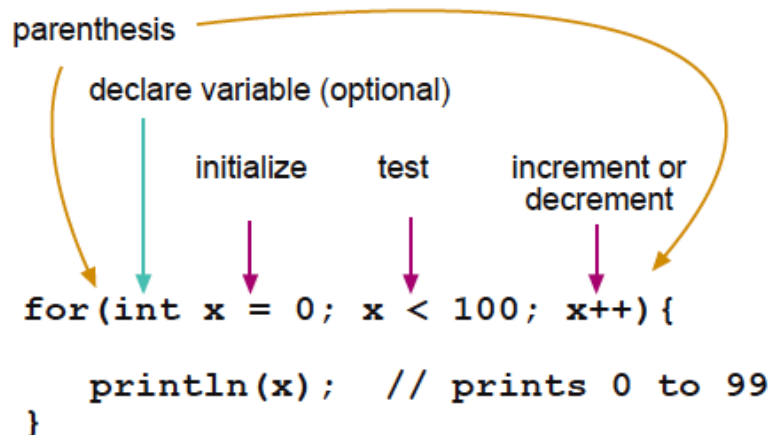 parenthesis
declare variable (optional)
initialize
test
increment or
decrement
for(int x = 0; x < 100; x++){
println(x);  // prints 0 to 99
}